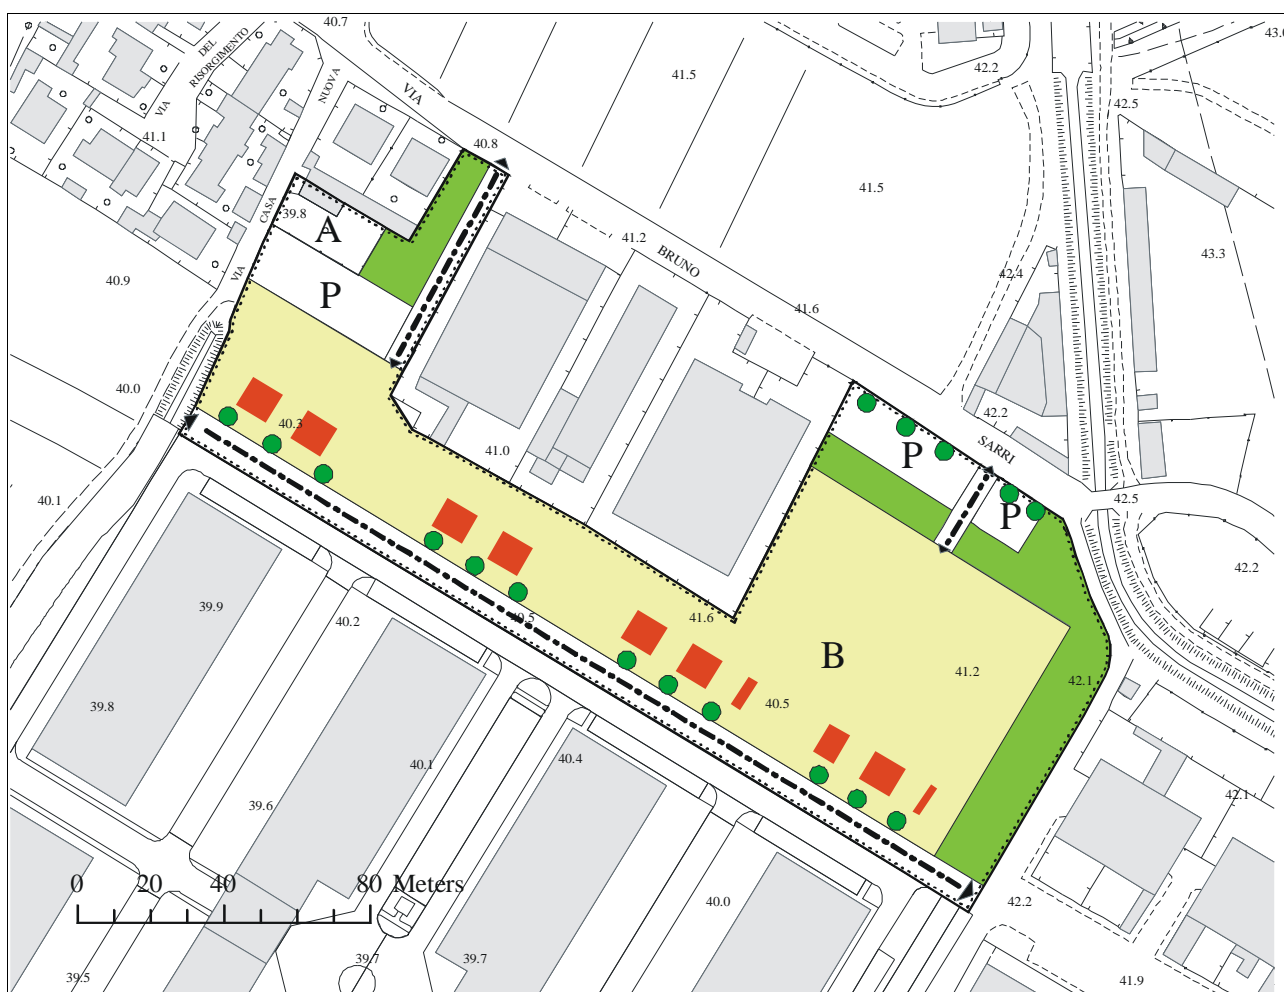 40.7
43.0
DEL
RISORGIMENTO
VIA
41.1
NUOVA
VIA
41.5
42.2
42.5
40.8
41.5
CASA
39.8
A
41.2
BRUNO
43.3
VIA
40.9
P
42.4
41.6
40.0
40.3
42.2
SARRI
P
41.0
40.1
42.5
P
42.2
39.9
40.2
40.5
41.6
B
41.2
42.1
39.8
40.5
40.1
40.4
39.6
42.1
0 20 40 80 Meters
40.0
42.2
39.7
39.7
39.5
41.9